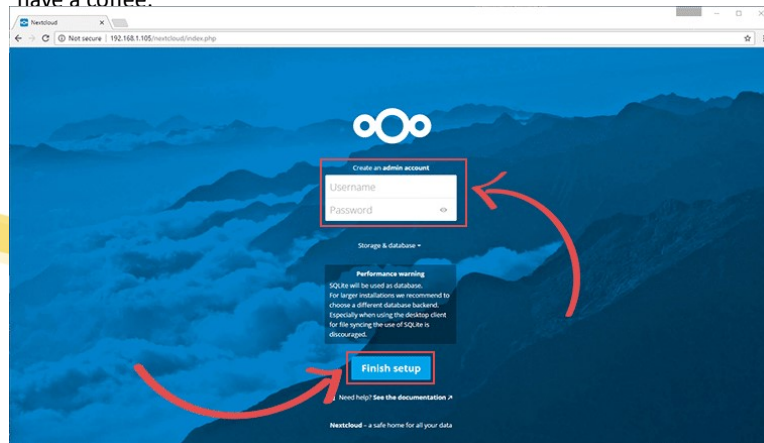 have a coffee.
Nextcloud
Not secure | 192.168.1.105/nextcloud/index.php
Create an admin account
Username
Password
Storage & database
Performance warning
SQLite will be used as database.
For larger installations we recommend to
choose a different database backend.
Especially when using the desktop client
for file syncing the use of SQLite is
discouraged.
Finish setup
Need help? See the documentation ↗
Nextcloud – a safe home for all your data